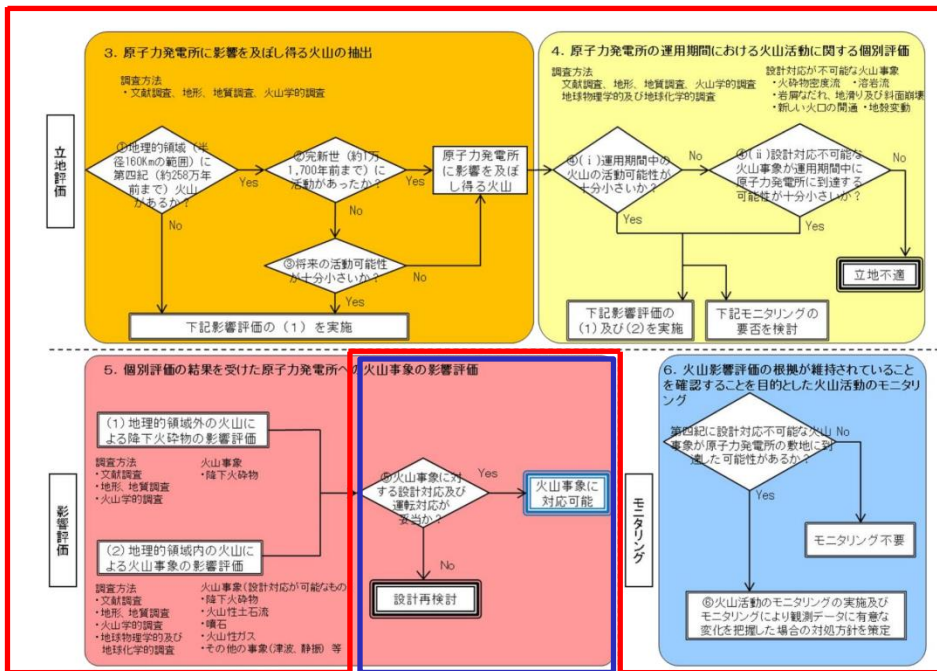 3. 原子力発電所に影響を及ぼし得る火山の抽出
調査方法
・文献調査、地形、地質調査、火山学的調査
①地理的領域（半
径160Kmの範囲）に
第四紀（約258万年
前まで）火山
があるか？
Yes
No
②完新世（約1万
1,700年前まで）に
活動があったか？
Yes
No
原子力発電所
に影響を及ぼ
し得る火山
③将来の活動可能性
が十分小さいか？
No
Yes
下記影響評価の（1）を実施
立地評価
4. 原子力発電所の運用期間における火山活動に関する個別評価
調査方法
文献調査、地形、地質調査、火山学的調査
地球物理学的及び地球化学的調査
設計対応が不可能な火山事象
・火砕物密度流　・溶岩流
・岩屑なだれ、地滑り及び斜面崩壊
・新しい火口の開通　・地殻変動
④(ⅰ)運用期間中の
火山の活動可能性が
十分小さいか？
No
Yes
④(ⅱ)設計対応不可能な
火山事象が運用期間中に
原子力発電所に到達する
可能性が十分小さいか？
No
Yes
立地不適
下記影響評価の
（1）及び（2）を実施
下記モニタリングの
要否を検討
5. 個別評価の結果を受けた原子力発電所への火山事象の影響評価
(1) 地理的領域外の火山に
よる降下火砕物の影響評価
調査方法
・文献調査
・地形、地質調査
・火山学的調査
火山事象
・降下火砕物
(2) 地理的領域内の火山に
よる火山事象の影響評価
調査方法
・文献調査
・地形、地質調査
・火山学的調査
・地球物理学的及び
地球化学的調査
火山事象（設計対応が可能なもの
・降下火砕物
・火山性土石流
・噴石
・火山性ガス
・その他の事象（津波、静振）等
⑤火山事象に対
する設計対応及び
運転対応が
妥当か？
Yes
No
火山事象に
対応可能
設計再検討
影響評価
6. 火山影響評価の根拠が維持されていること
を確認することを目的とした火山活動のモニタ
リング
第四紀に設計対応不可能な火山
事象が原子力発電所の敷地に到
達した可能性があるか？
No
Yes
モニタリング不要
⑥火山活動のモニタリングの実施及び
モニタリングにより観測データに有意な
変化を把握した場合の対処方針を策定
モニタリング